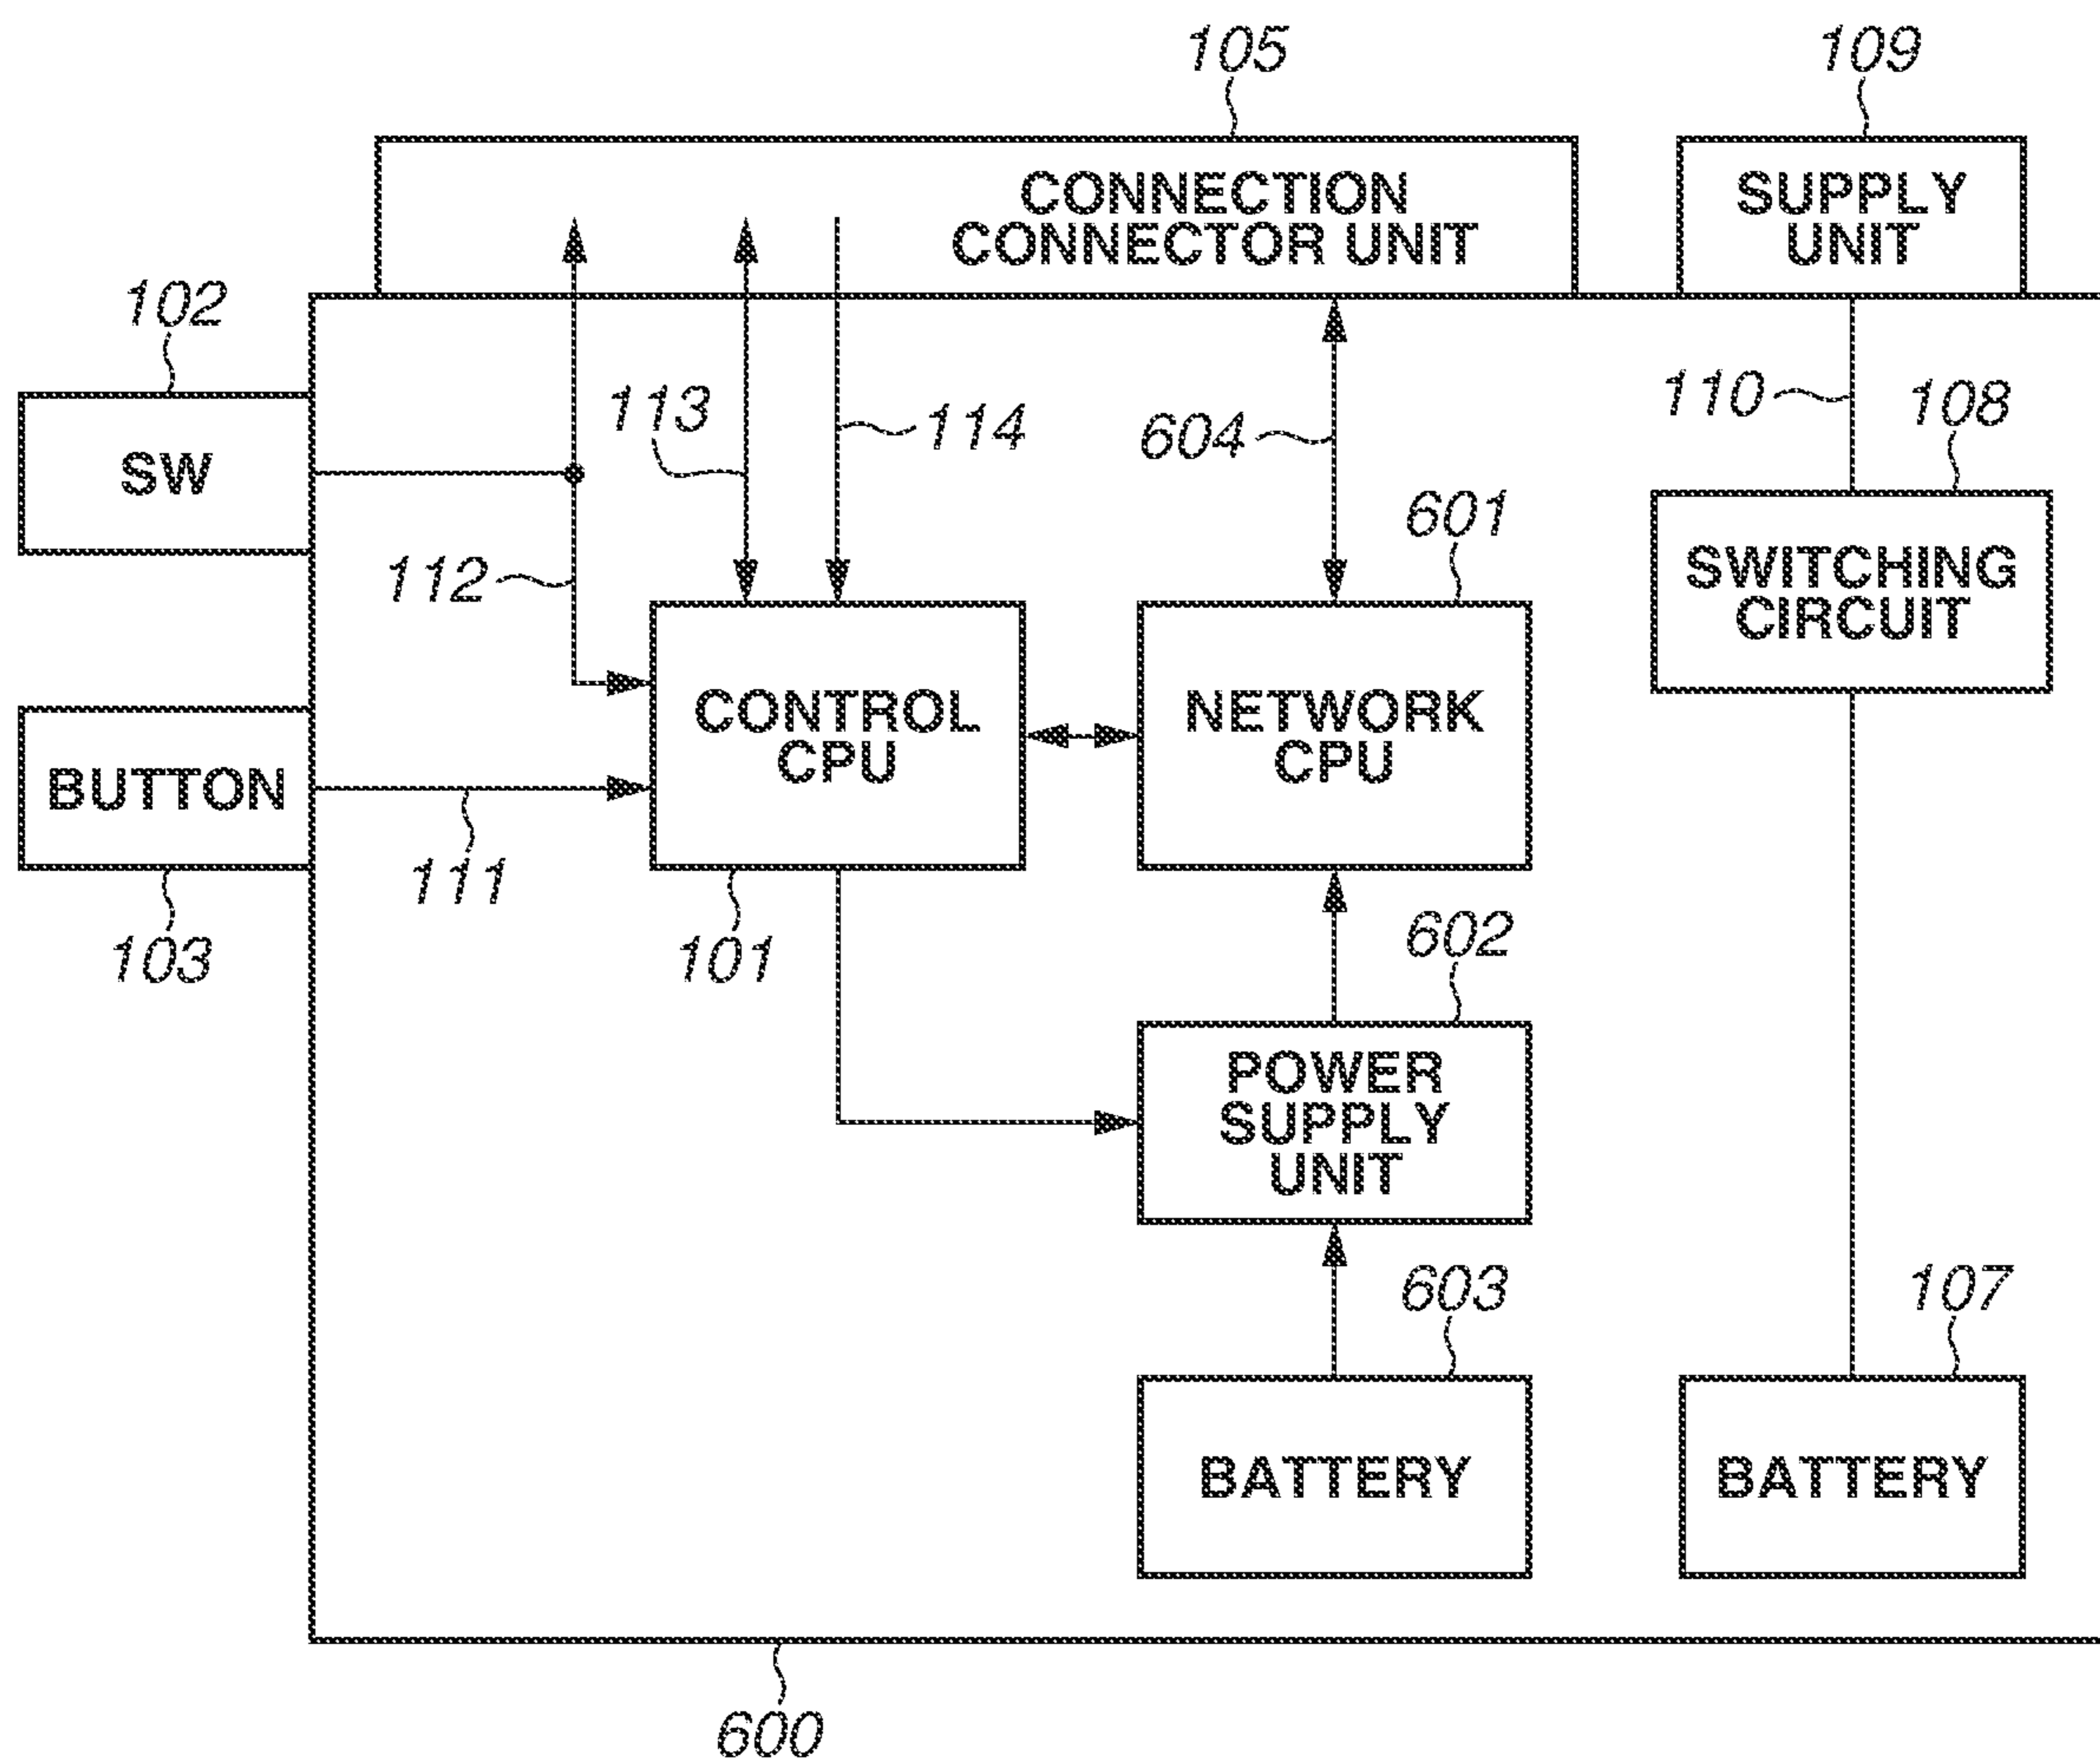 105
109
CONNECTION
CONNECTOR UNIT
SUPPLY
UNIT
102
SW
113
114
604
110
108
112
601
SWITCHING
CIRCUIT
CONTROL
CPU
NETWORK
CPU
BUTTON
111
103
101
602
POWER
SUPPLY
UNIT
603
107
BATTERY
BATTERY
600